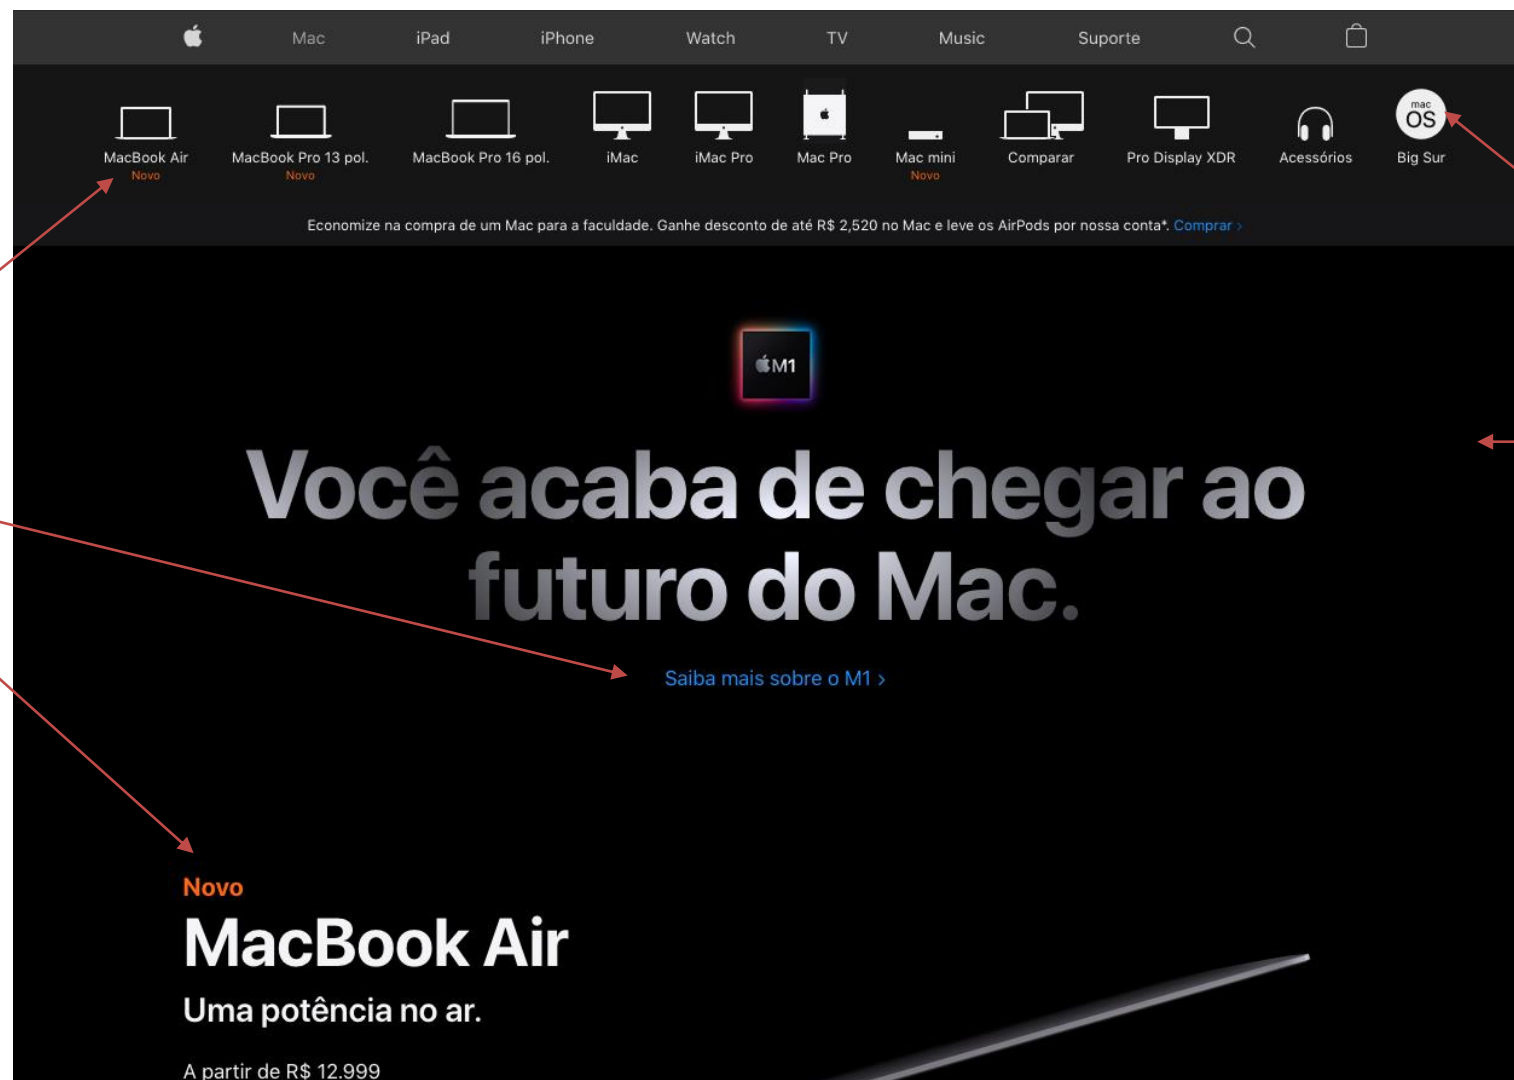 Mac iPad iPhone Watch TV Music Suporte
mac
OS
MacBook Air MacBook Pro 13 pol. MacBook Pro 16 pol. iMac iMac Pro Mac Pro Mac mini Comparar Pro Display XDR Acessórios Big Sur
Novo Novo Novo
Economize na compra de um Mac para a faculdade. Ganhe desconto de até R$ 2,520 no Mac e leve os AirPods por nossa conta*. Comprar >
M1
Você acaba de chegar ao
futuro do Mac.
Saiba mais sobre o M1 >
Novo
MacBook Air
Uma potência no ar.
A partir de R$ 12.999